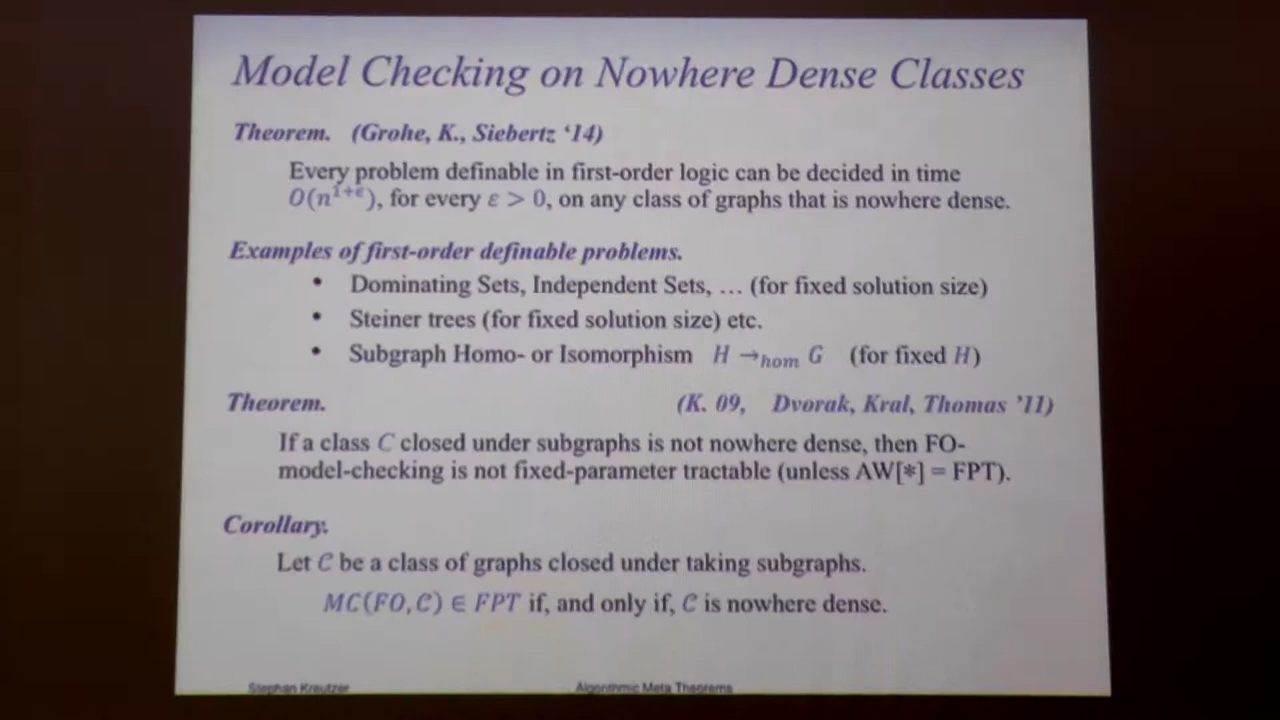 Model Checking on Nowhere Dense Classes
Theorem. (Grohe, K., Siebertz ‘14)
Every problem definable in first-order logic can be decided in time
O(n^{1+ε}), for every ε > 0, on any class of graphs that is nowhere dense.
Examples of first-order definable problems.
• Dominating Sets, Independent Sets, … (for fixed solution size)
• Steiner trees (for fixed solution size) etc.
• Subgraph Homo- or Isomorphism H →_{hom} G (for fixed H)
Theorem. (K. 09, Dvorak, Kral, Thomas ’11)
If a class C closed under subgraphs is not nowhere dense, then FO-
model-checking is not fixed-parameter tractable (unless AW[*] = FPT).
Corollary.
Let C be a class of graphs closed under taking subgraphs.
MC(FO, C) ∈ FPT if, and only if, C is nowhere dense.
Stephan Kreutzer Algorithmic Meta Theorems